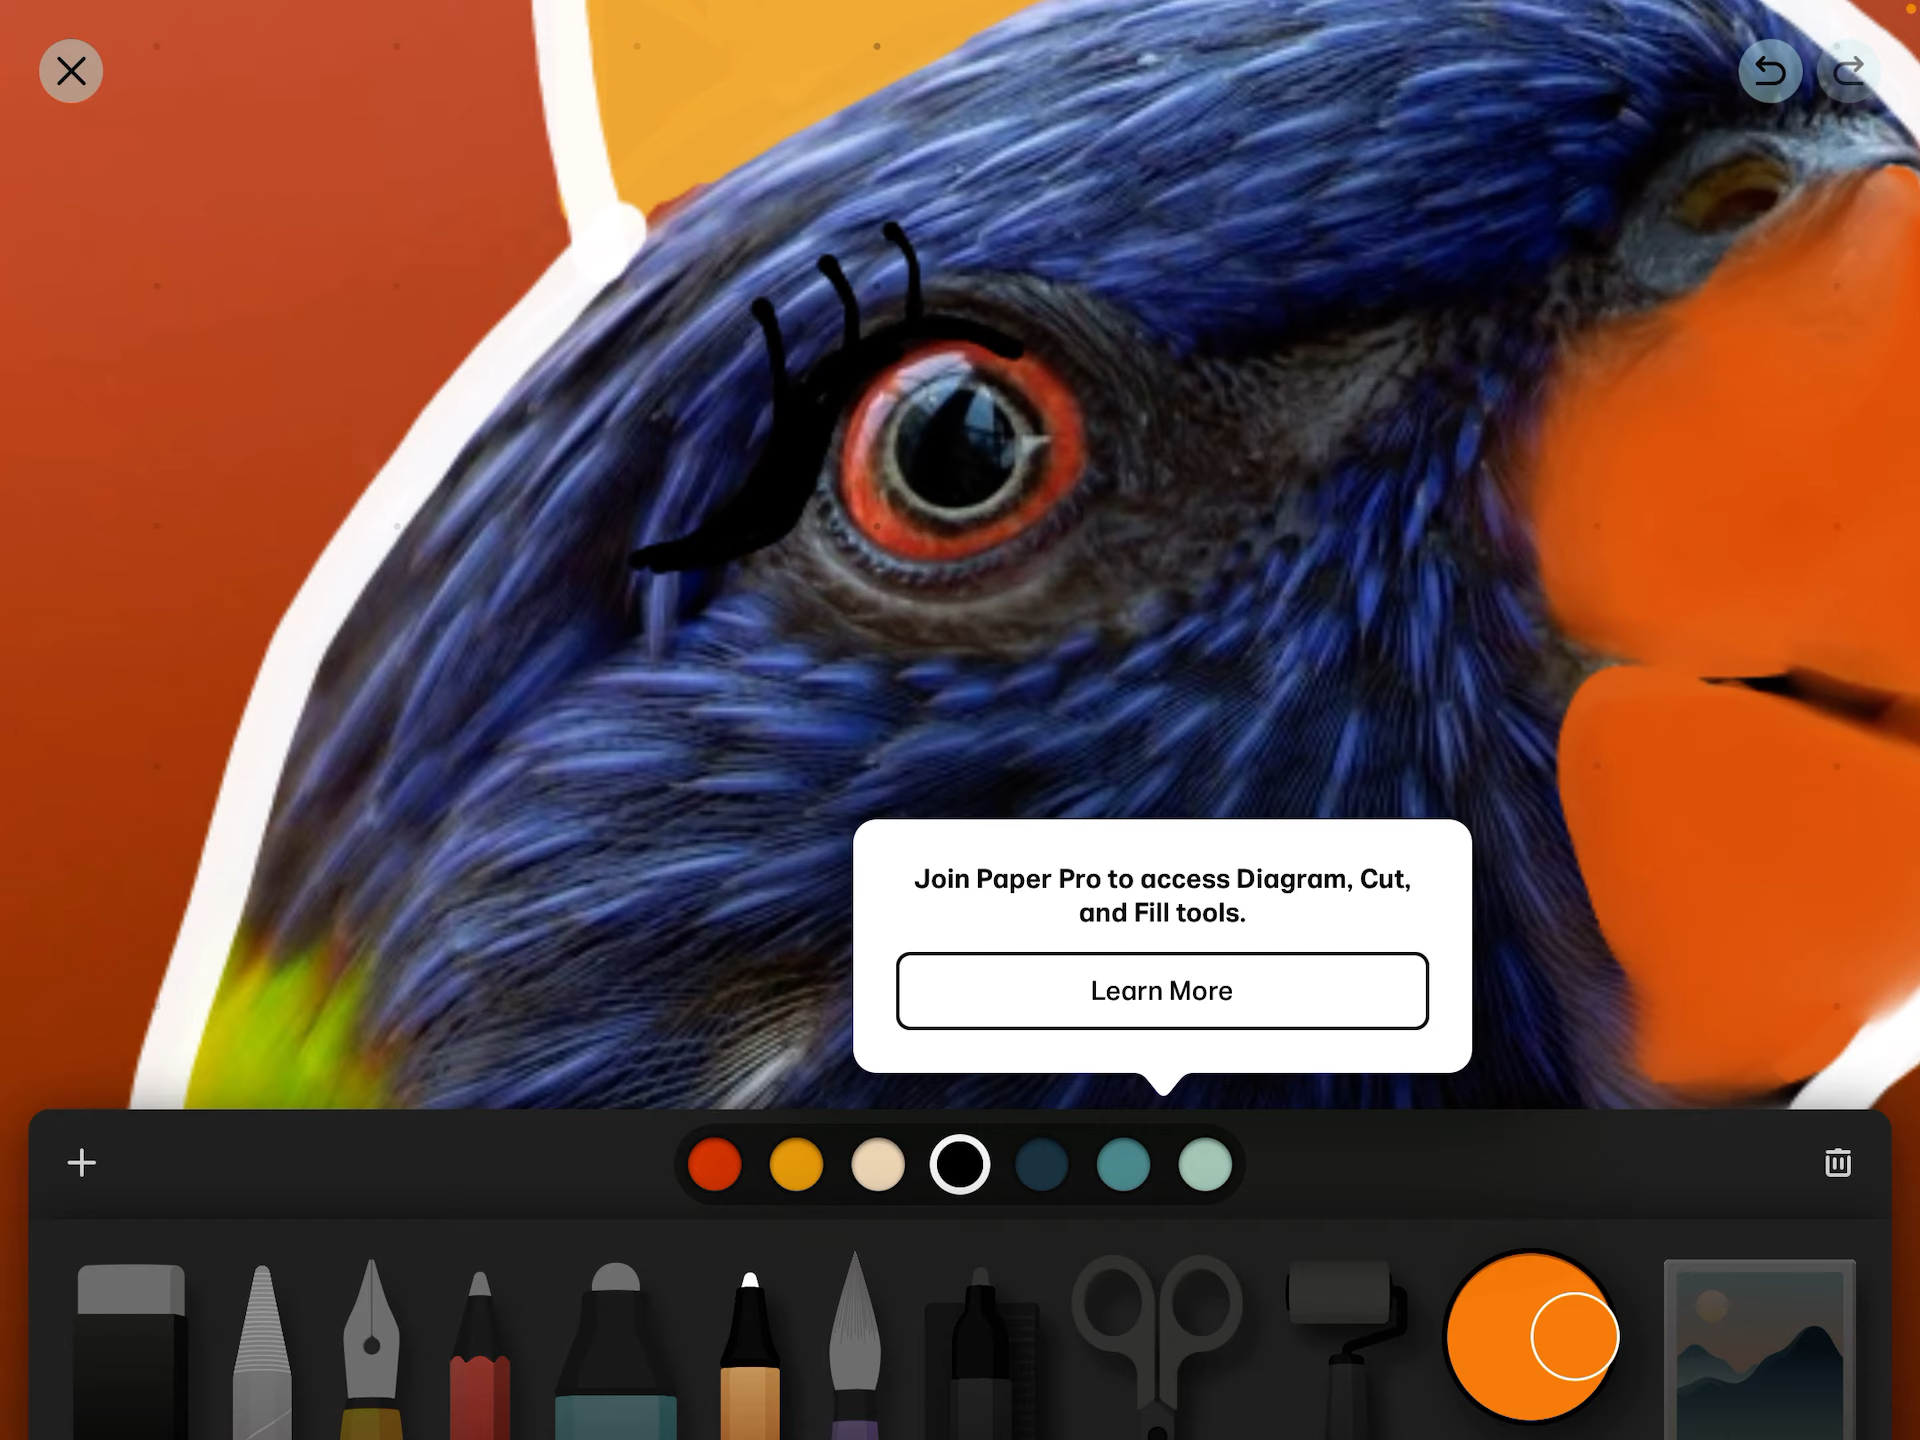 Join Paper Pro to access Diagram, Cut,
and Fill tools.
Learn More